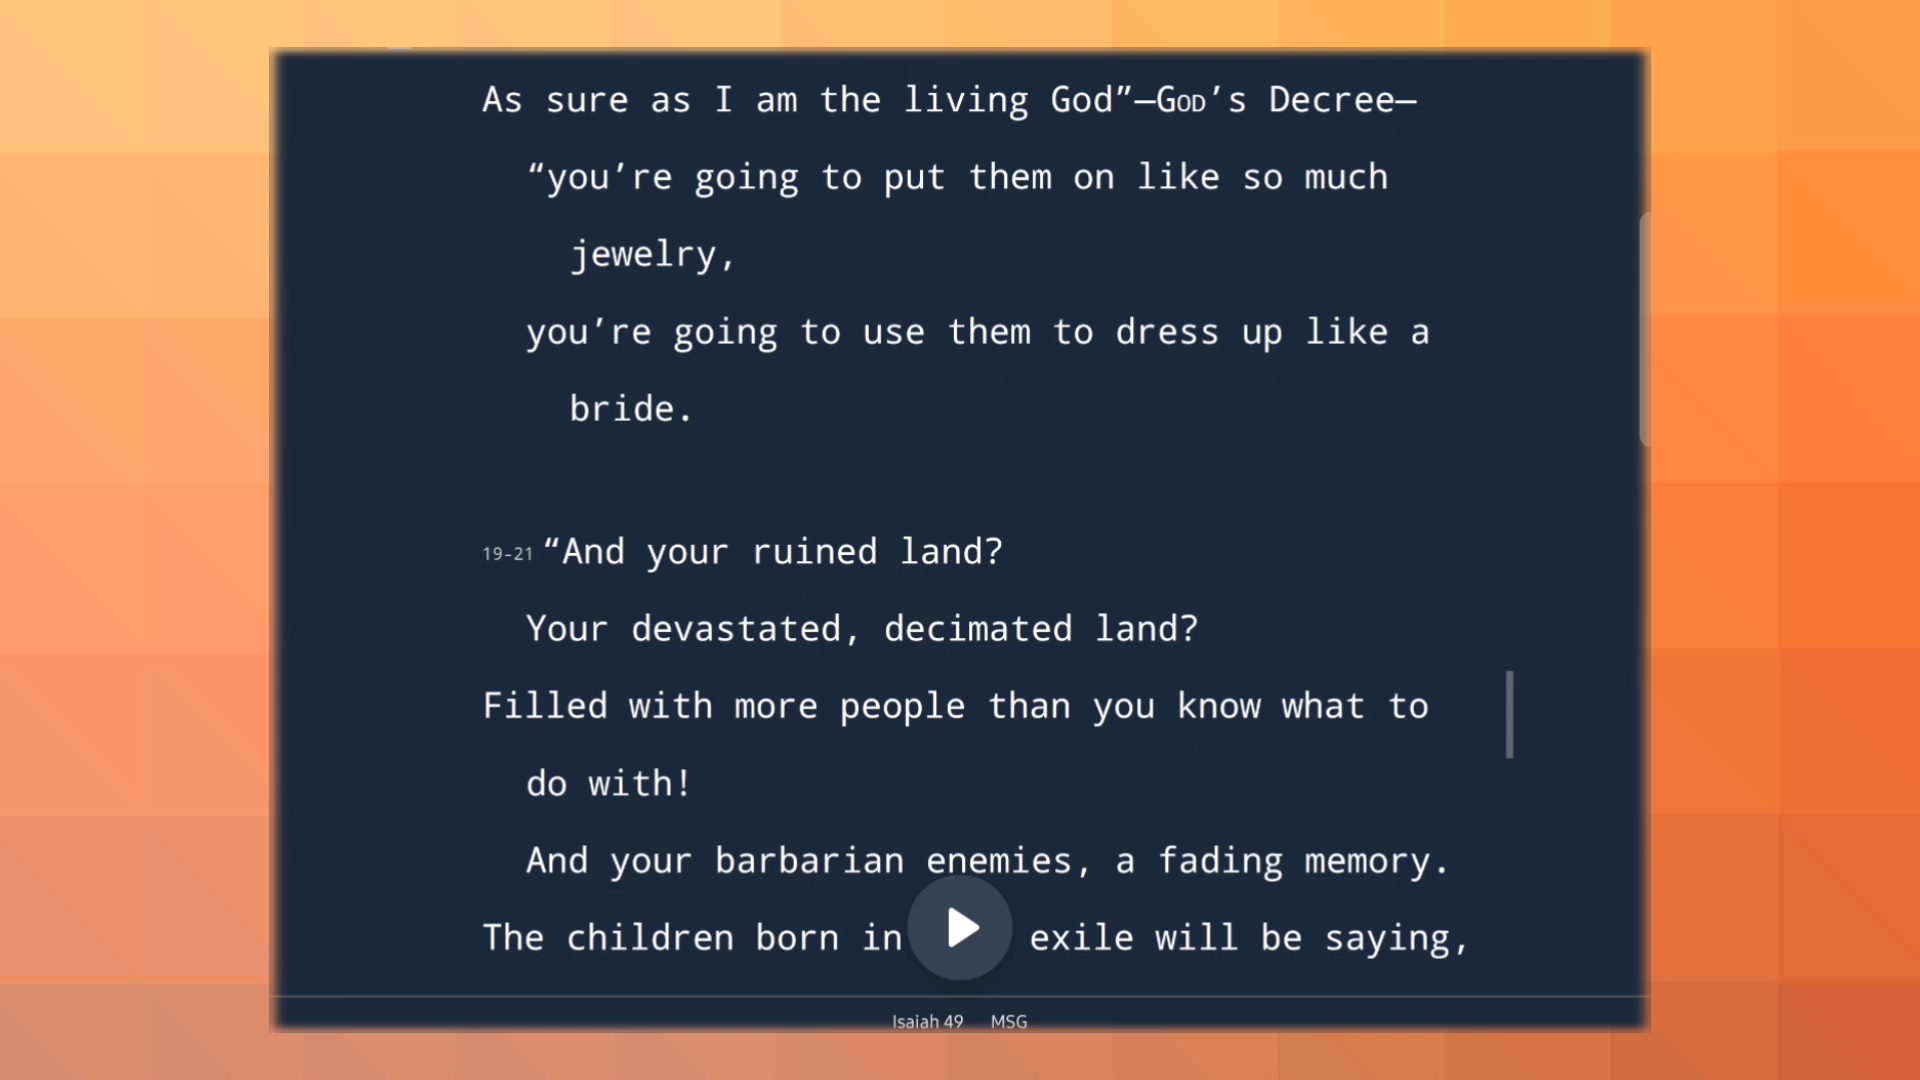 As sure as I am the living God”—GOD’s Decree—
“you’re going to put them on like so much
jewelry,
you’re going to use them to dress up like a
bride.
19-21 “And your ruined land?
Your devastated, decimated land?
Filled with more people than you know what to
do with!
And your barbarian enemies, a fading memory.
The children born in exile will be saying,
Isaiah 49 MSG